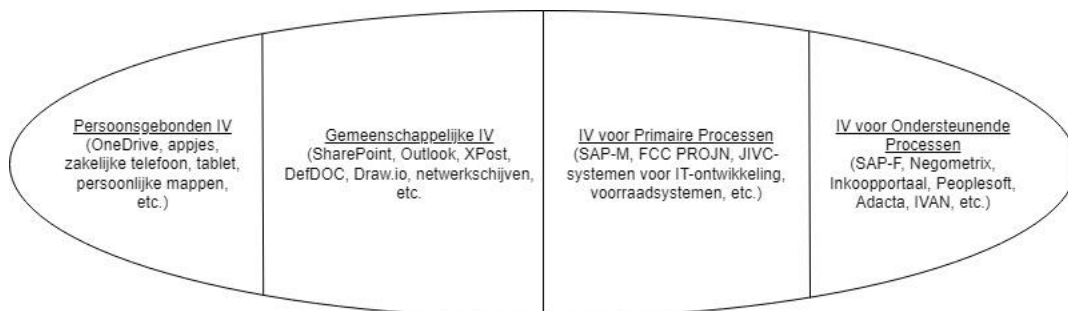 Persoonsgebonden IV
(OneDrive, appjes,
zakelijke telefoon, tablet,
persoonlijke mappen,
etc.)
Gemeenschappelijke IV
(SharePoint, Outlook, XPost,
DefDOC, Draw.io, netwerkschijven,
etc.
IV voor Primaire Processen
(SAP-M, FCC PROJN, JIVC-
systemen voor IT-ontwikkeling,
voorraadsystemen, etc.)
IV voor Ondersteunende
Processen
(SAP-F, Negometrix,
Inkoopportaal, Peoplesoft,
Adacta, IVAN, etc.)